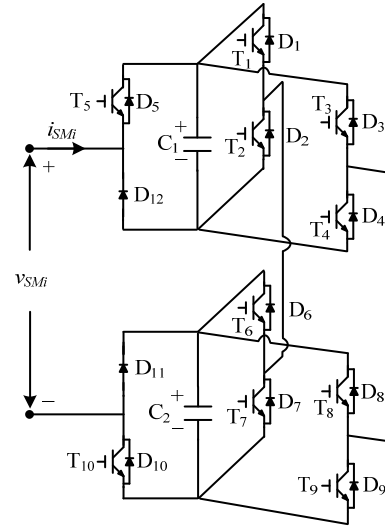 D1
T1
T5
D5
iSMi
C1
+
−
T2
D2
T3
D3
+
D12
T4
D4
vSMi
D6
T6
D11
−
C2
+
−
T7
D7
T8
D8
T10
D10
T9
D9